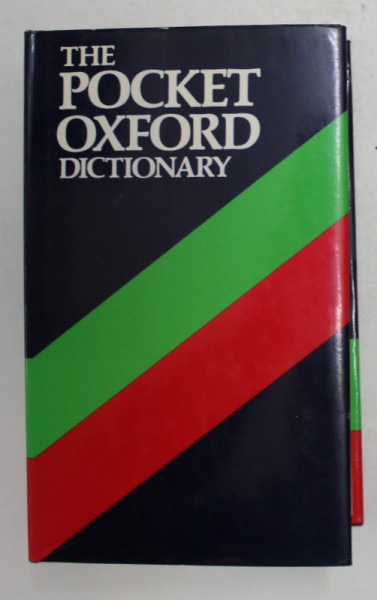 THE
POCKET
OXFORD
DICTIONARY